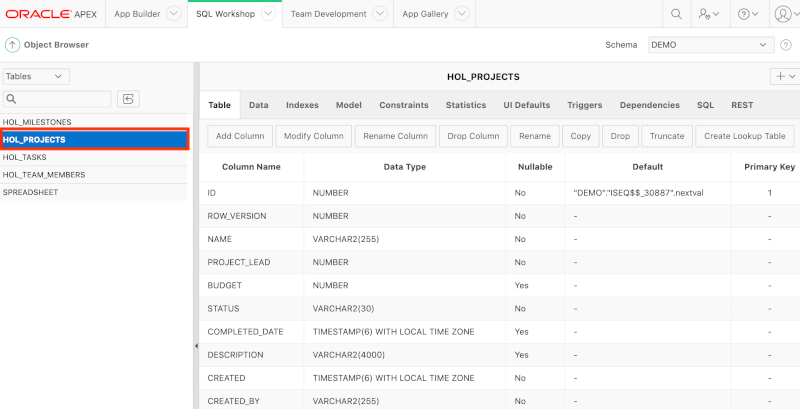 ORACLE APEX App Builder SQL Workshop Team Development App Gallery
Object Browser Schema DEMO
Tables
HOL_MILESTONES
HOL_PROJECTS
HOL_TASKS
HOL_TEAM_MEMBERS
SPREADSHEET
HOL_PROJECTS
Table Data Indexes Model Constraints Statistics UI Defaults Triggers Dependencies SQL REST
Add Column Modify Column Rename Column Drop Column Rename Copy Drop Truncate Create Lookup Table
Column Name Data Type Nullable Default Primary Key
ID NUMBER No "DEMO"."ISEQ$$_30887".nextval 1
ROW_VERSION NUMBER No -
NAME VARCHAR2(255) No - -
PROJECT_LEAD NUMBER No - -
BUDGET NUMBER Yes - -
STATUS VARCHAR2(30) No - -
COMPLETED_DATE TIMESTAMP(6) WITH LOCAL TIME ZONE Yes - -
DESCRIPTION VARCHAR2(4000) Yes - -
CREATED TIMESTAMP(6) WITH LOCAL TIME ZONE No - -
CREATED_BY VARCHAR2(255) No - -